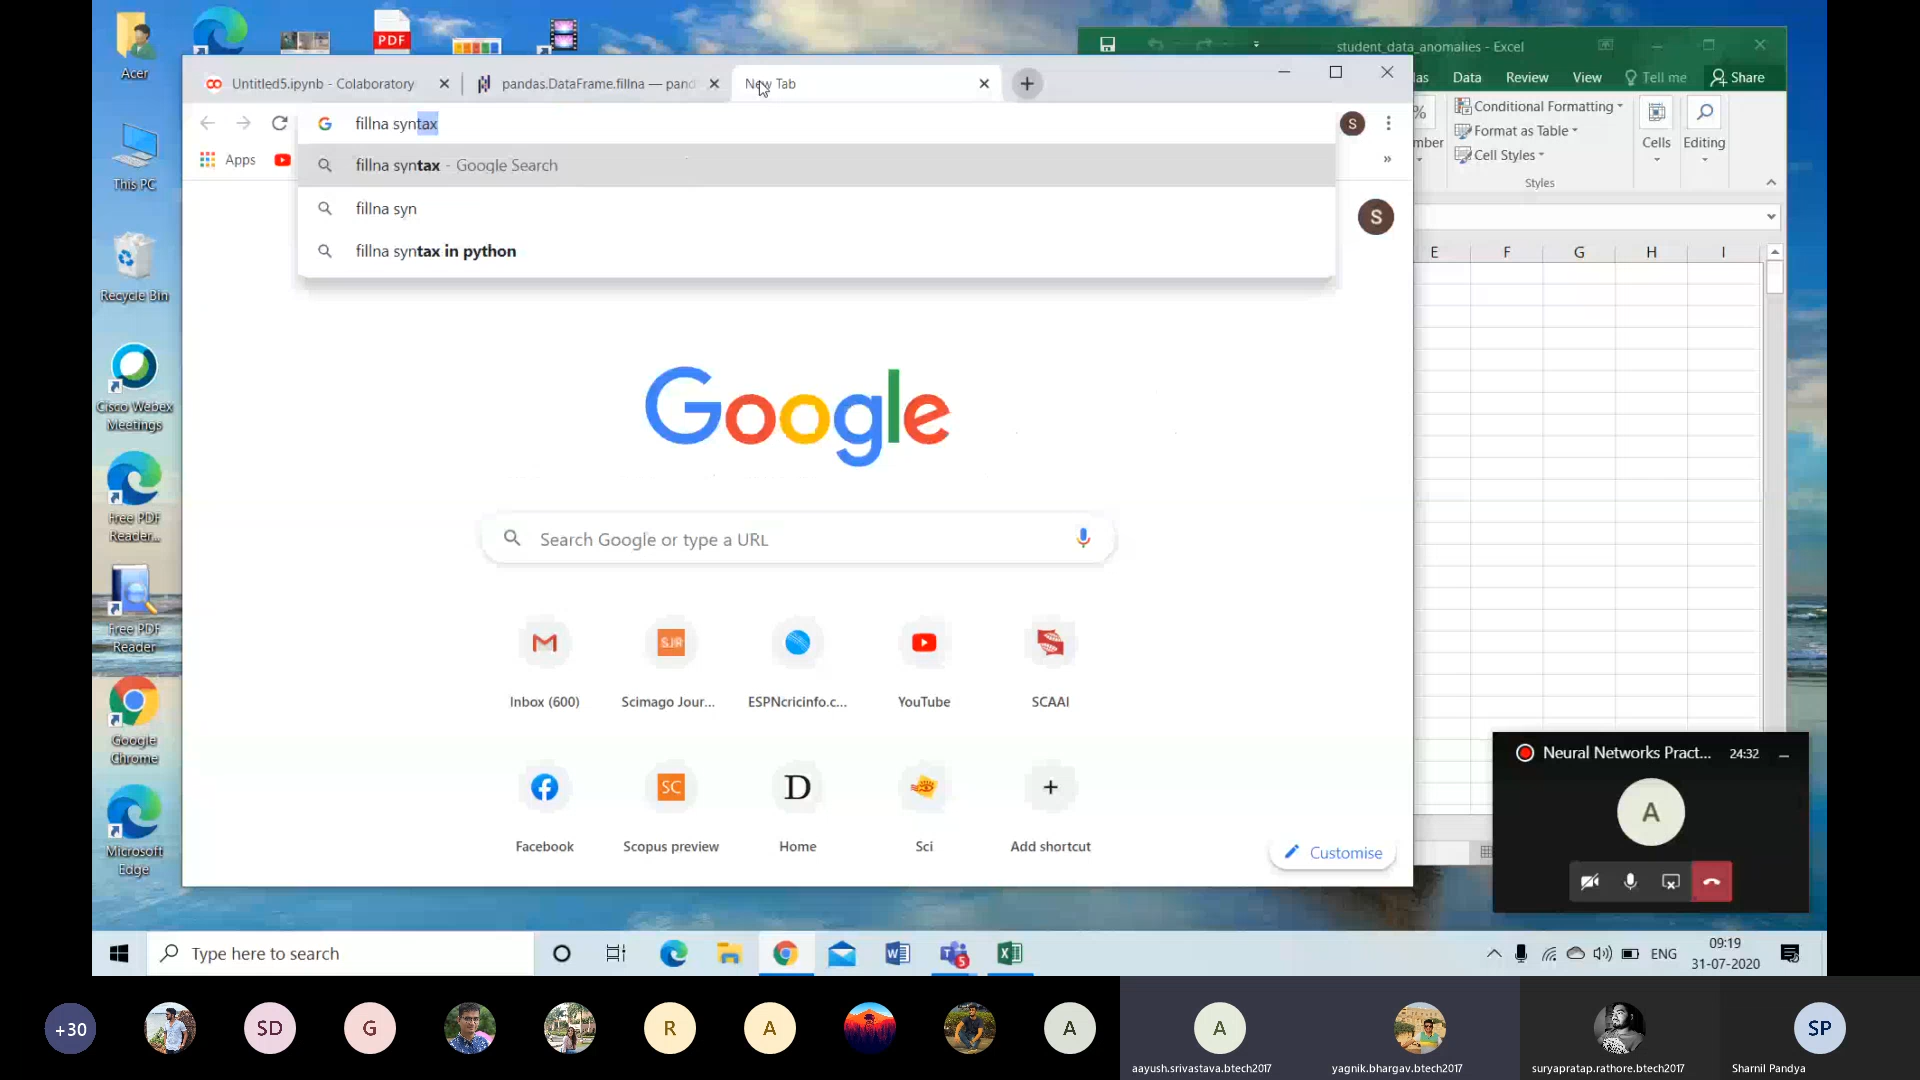 Acer
PDF
This PC
Recycle Bin
Cisco Webex
Meetings
Free PDF
Reader...
Free PDF
Reader
Google
Chrome
Microsoft
Edge
student_data_anomalies - Excel
Data
Review
View
Tell me
Share
Conditional Formatting
Format as Table
Cell Styles
Styles
Cells
Editing
E
F
G
H
I
Untitled5.ipynb - Colaboratory
pandas.DataFrame.fillna — pand
New Tab
fillna syntax
S
Apps
fillna syntax - Google Search
fillna syn
fillna syntax in python
S
Google
Search Google or type a URL
SJR
Inbox (600)
Scimago Jour...
ESPNcricinfo.c...
YouTube
SCAAI
SC
D
Facebook
Scopus preview
Home
Sci
Add shortcut
Customise
Neural Networks Pract...
24:32
A
Type here to search
ENG
09:19
31-07-2020
+30
SD
G
R
A
A
A
SP
aayush.srivastava.btech2017
yagnik.bhargav.btech2017
suryapratap.rathore.btech2017
Sharnil Pandya